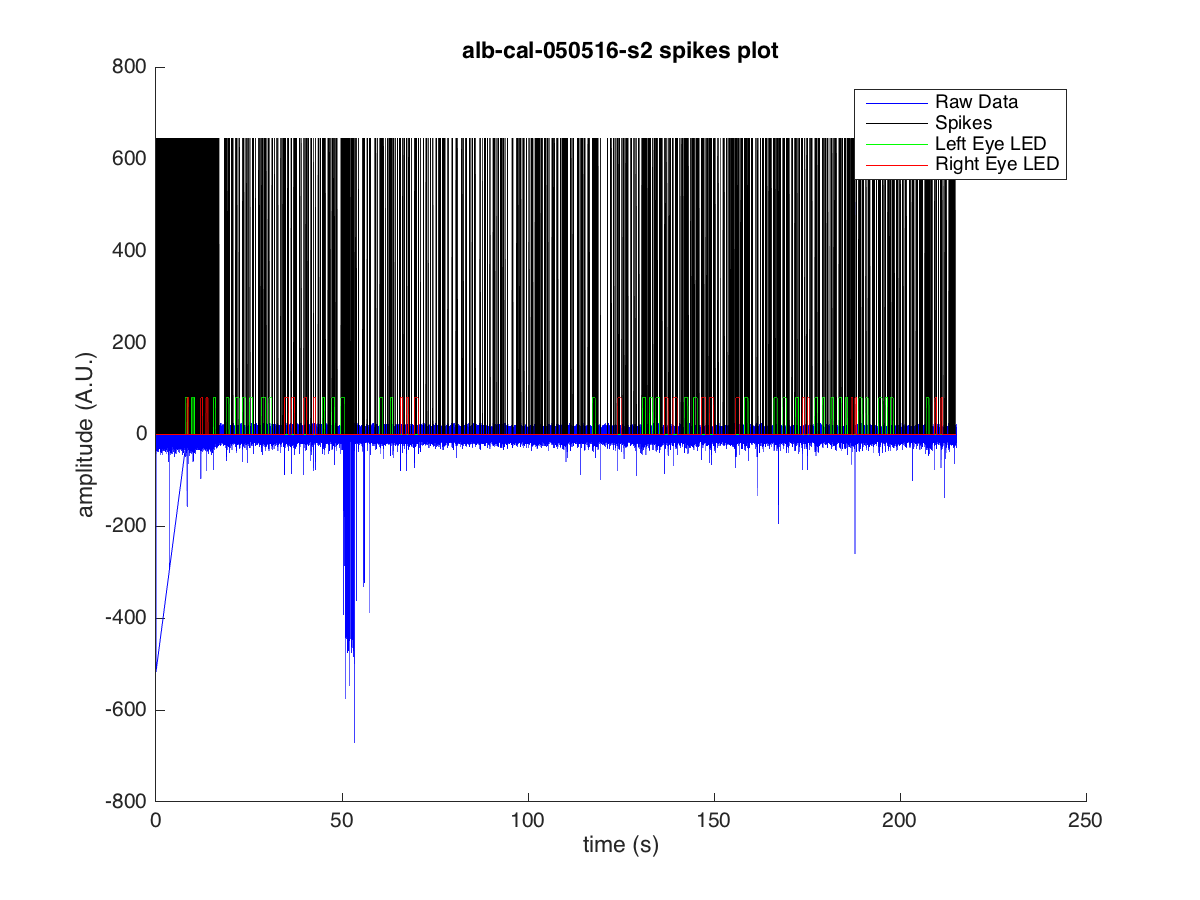 alb-cal-050516-s2 spikes plot
800
600
400
200
0
-200
-400
-600
-800
amplitude (A.U.)
Raw Data
Spikes
Left Eye LED
Right Eye LED
0 50 100 150 200 250
time (s)